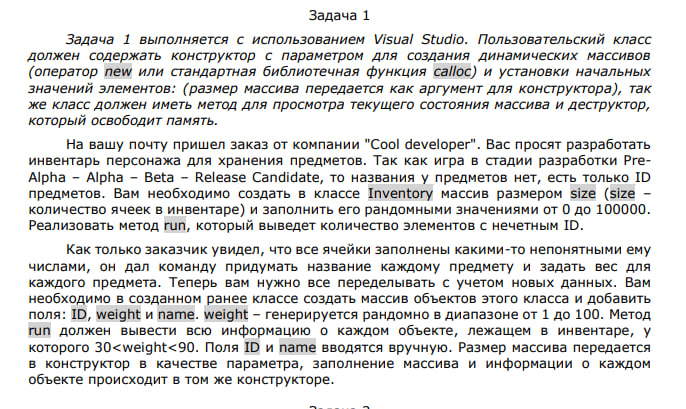 Задача 1
Задача 1 выполняется с использованием Visual Studio. Пользовательский класс
должен содержать конструктор с параметром для создания динамических массивов
(оператор new или стандартная библиотечная функция calloc) и установки начальных
значений элементов: (размер массива передается как аргумент для конструктора), так
же класс должен иметь метод для просмотра текущего состояния массива и деструктор,
который освободит память.
На вашу почту пришел заказ от компании "Cool developer". Вас просят разработать
инвентарь персонажа для хранения предметов. Так как игра в стадии разработки Pre-
Alpha – Alpha – Beta – Release Candidate, то названия у предметов нет, есть только ID
предметов. Вам необходимо создать в классе Inventory массив размером size (size –
количество ячеек в инвентаре) и заполнить его рандомными значениями от 0 до 100000.
Реализовать метод run, который выведет количество элементов с нечетным ID.
Как только заказчик увидел, что все ячейки заполнены какими-то непонятными ему
числами, он дал команду придумать название каждому предмету и задать вес для
каждого предмета. Теперь вам нужно все переделывать с учетом новых данных. Вам
необходимо в созданном ранее классе создать массив объектов этого класса и добавить
поля: ID, weight и name. weight – генерируется рандомно в диапазоне от 1 до 100. Метод
run должен вывести всю информацию о каждом объекте, лежащем в инвентаре, у
которого 30<weight<90. Поля ID и name вводятся вручную. Размер массива передается
в конструктор в качестве параметра, заполнение массива и информации о каждом
объекте происходит в том же конструкторе.